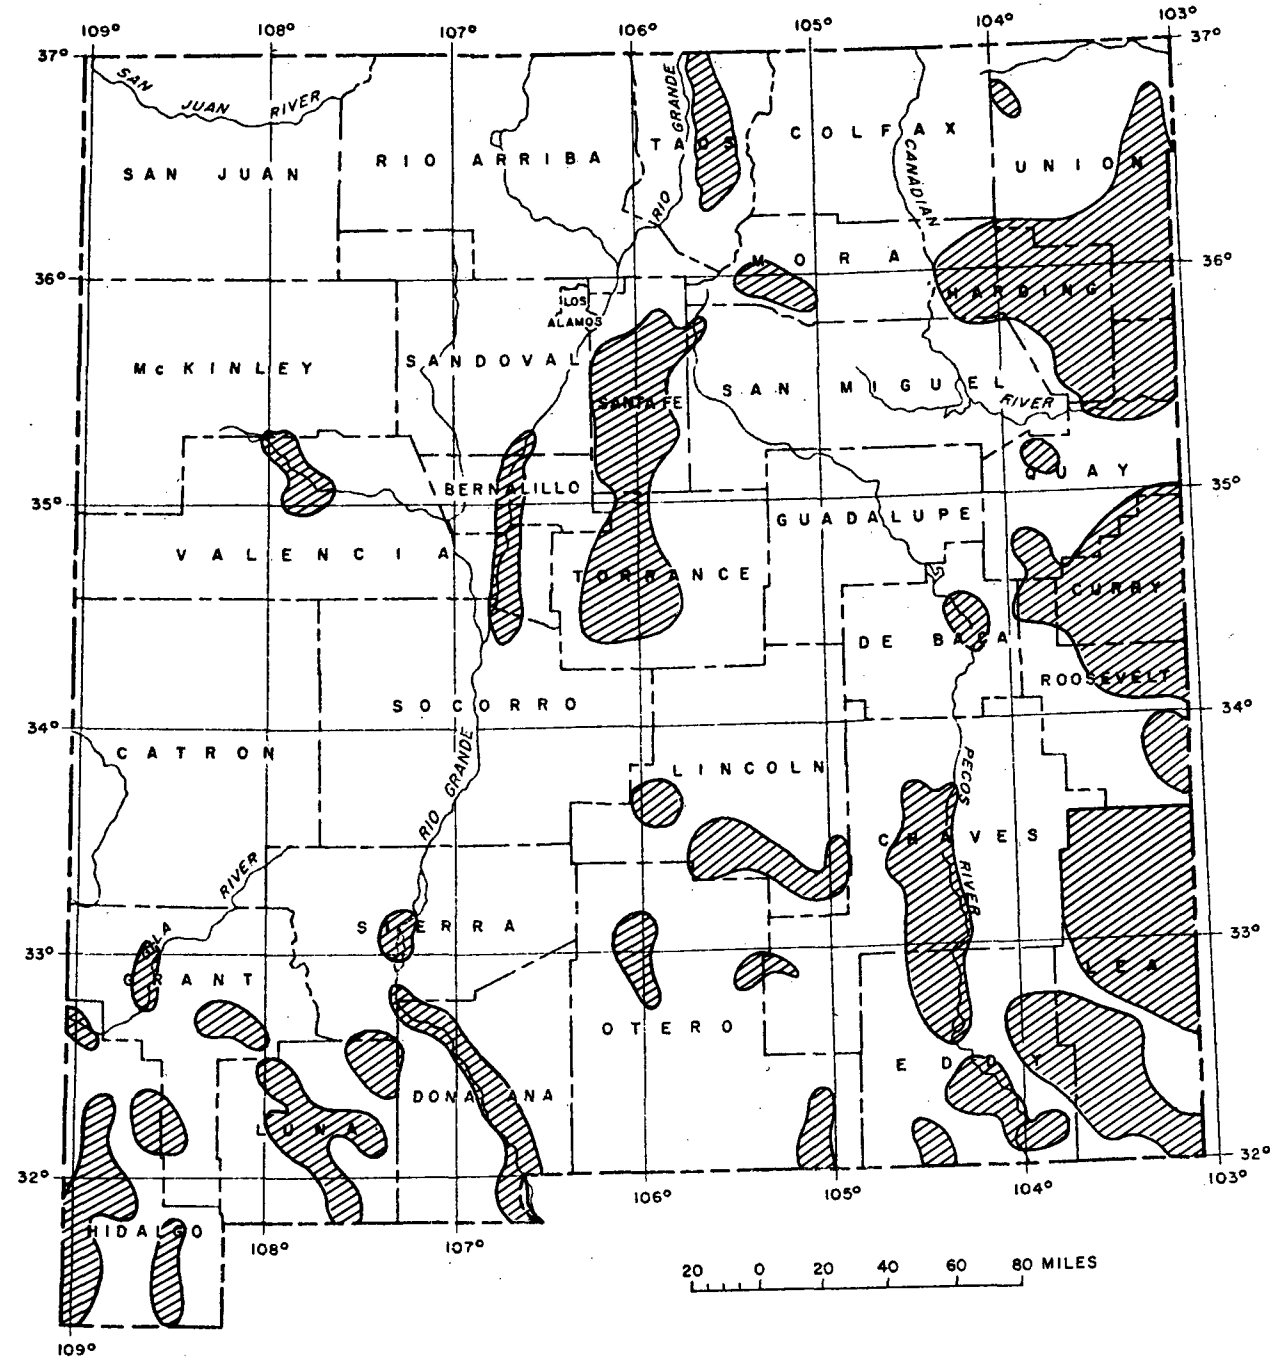 109° 108° 107° 106° 105° 104° 103°
37° 37°
SAN JUAN RIVER
RIO GRANDE
TAOS
COLFAX
CANADIAN
UNION
SAN JUAN
RIO ARRIBA
MORA
36° 36°
HARDING
LOS
ALAMOS
McKINLEY
SANDOVAL
SANTA FE
SAN MIGUEL
RIVER
QUAY
35° 35°
BERNALILLO
GUADALUPE
VALENCIA
TORRANCE
CURRY
DE BACA
ROOSEVELT
SOCORRO
34° 34°
CATRON
RIO GRANDE
LINCOLN
PECOS RIVER
CHAVES
GILA RIVER
SIERRA
33° 33°
GRANT
LEA
OTERO
EDDY
DONA ANA
LUNA
32° 32°
106° 105° 104° 103°
HIDALGO
108° 107°
20 0 20 40 60 80 MILES
109°